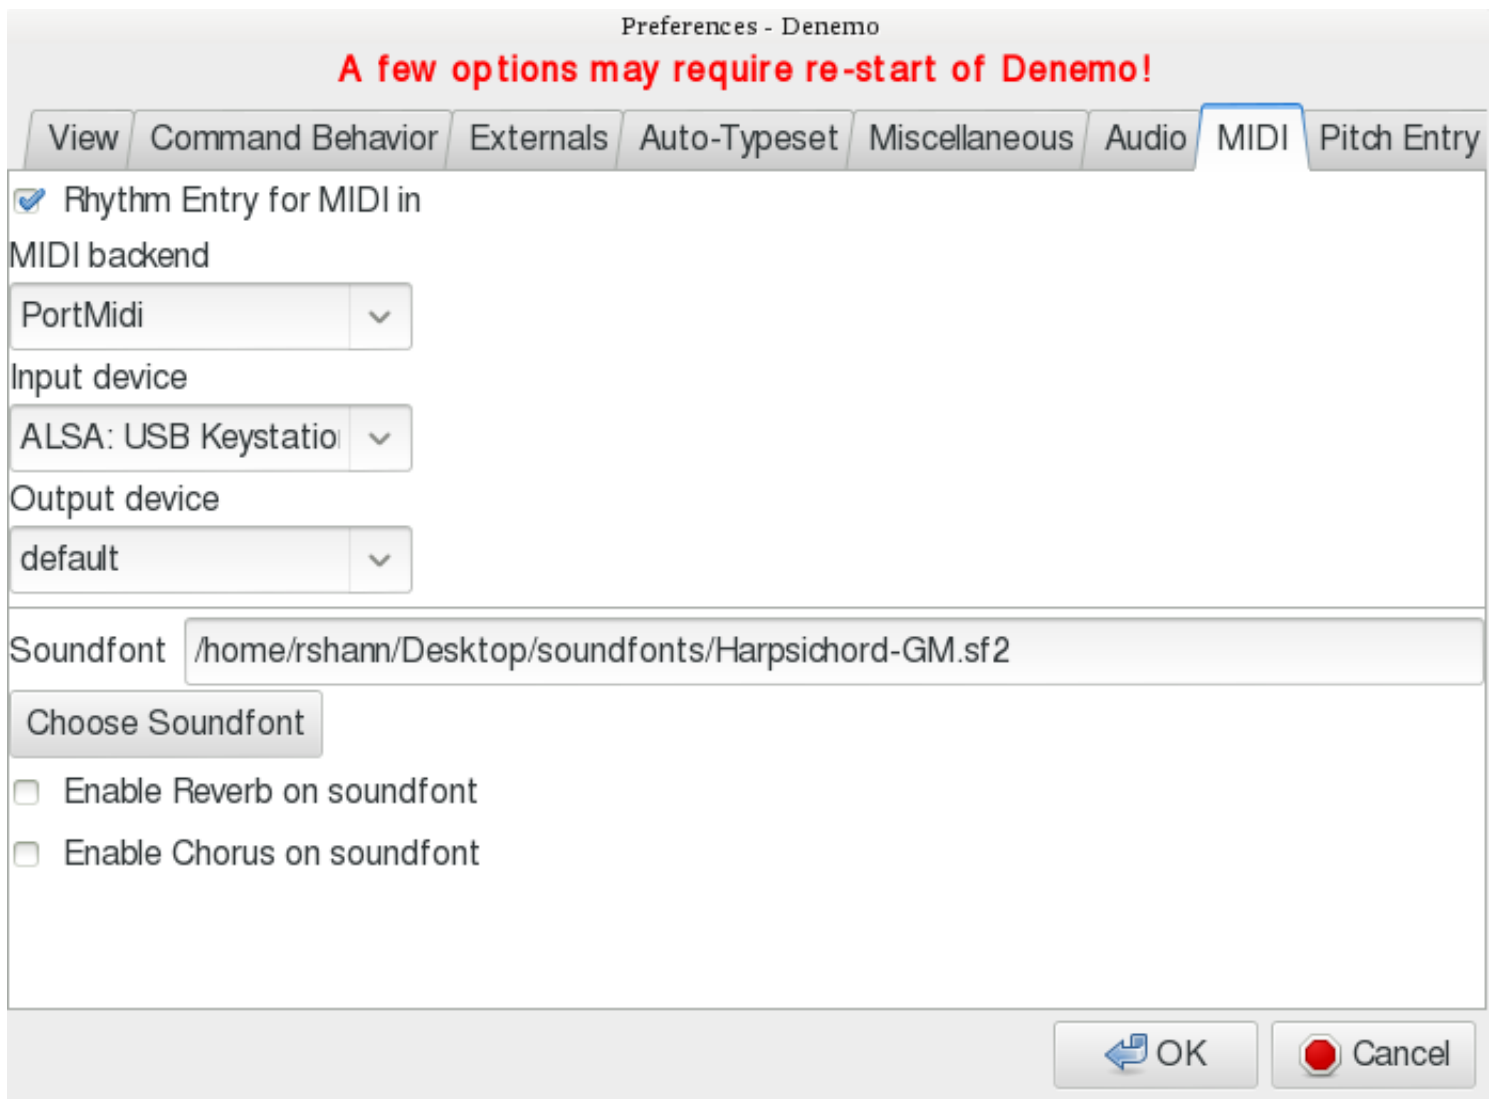 Preferences - Denemo
A few options may require re-start of Denemo!
View Command Behavior Externals Auto-Typeset Miscellaneous Audio MIDI Pitch Entry
Rhythm Entry for MIDI in
MIDI backend
PortMidi
Input device
ALSA: USB Keystatio
Output device
default
Soundfont /home/rshann/Desktop/soundfonts/Harpsichord-GM.sf2
Choose Soundfont
Enable Reverb on soundfont
Enable Chorus on soundfont
OK Cancel